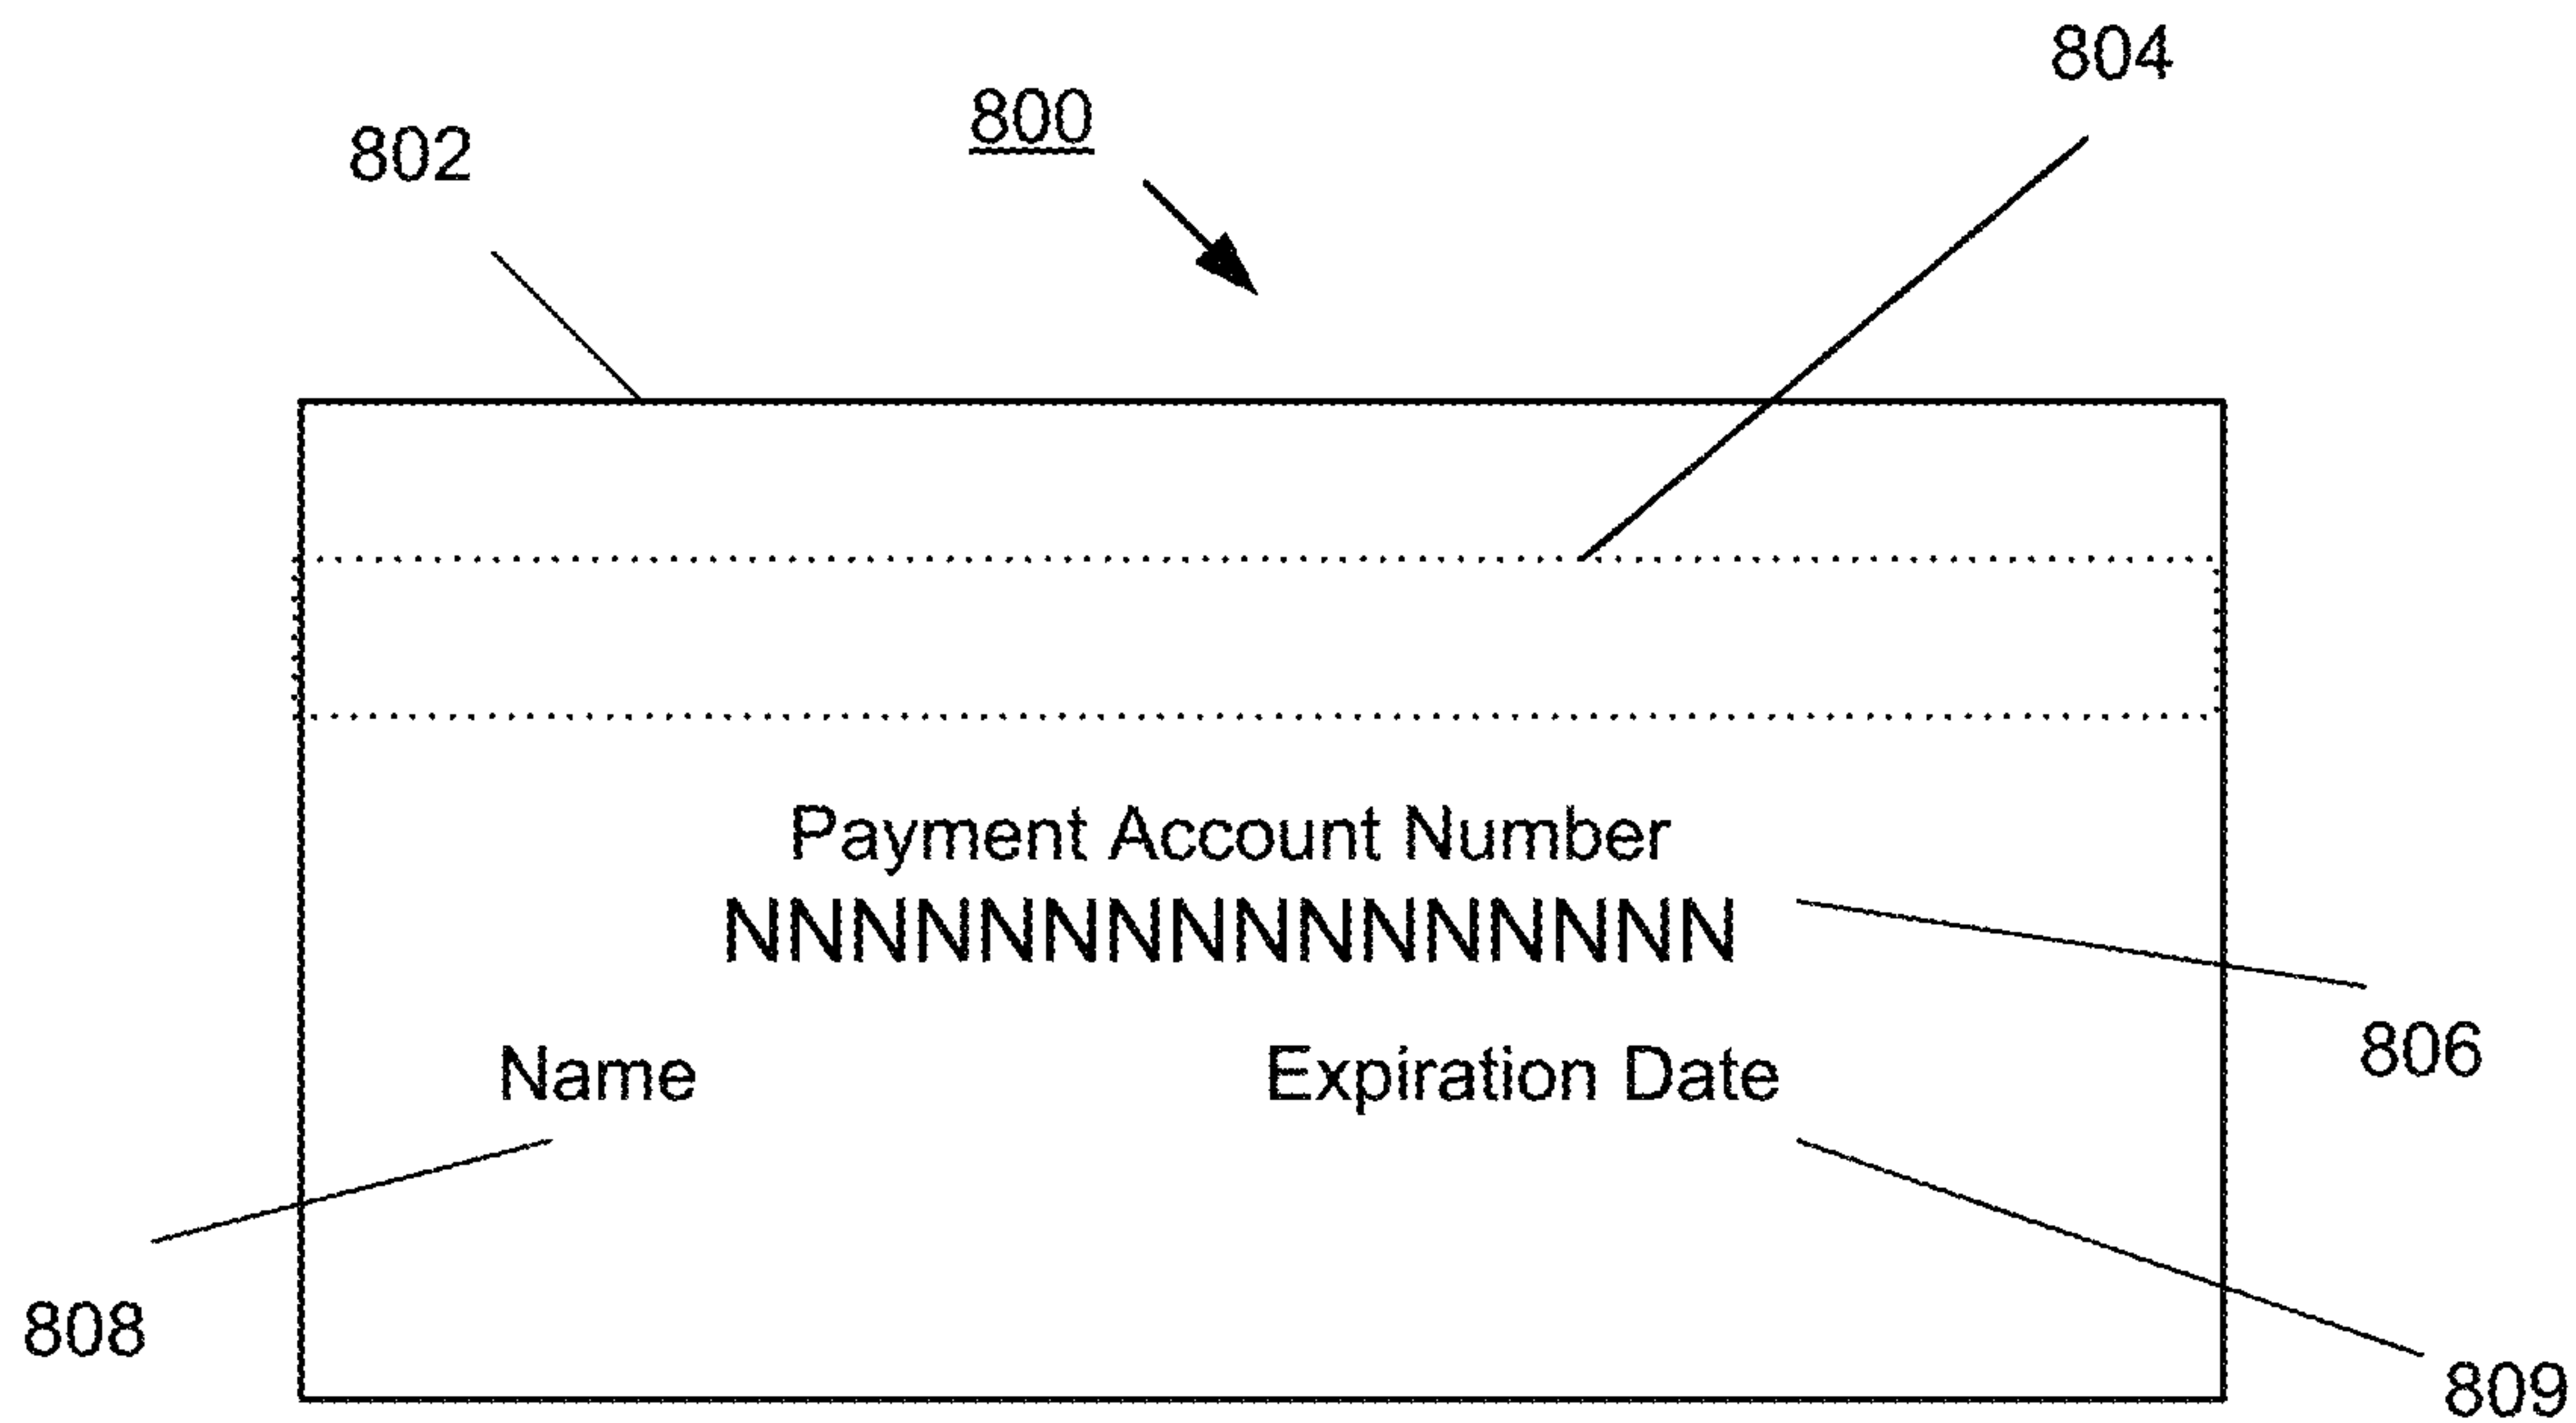 804
800
802
Payment Account Number
NNNNNNNNNNNNNNNN
806
Name Expiration Date
808
809